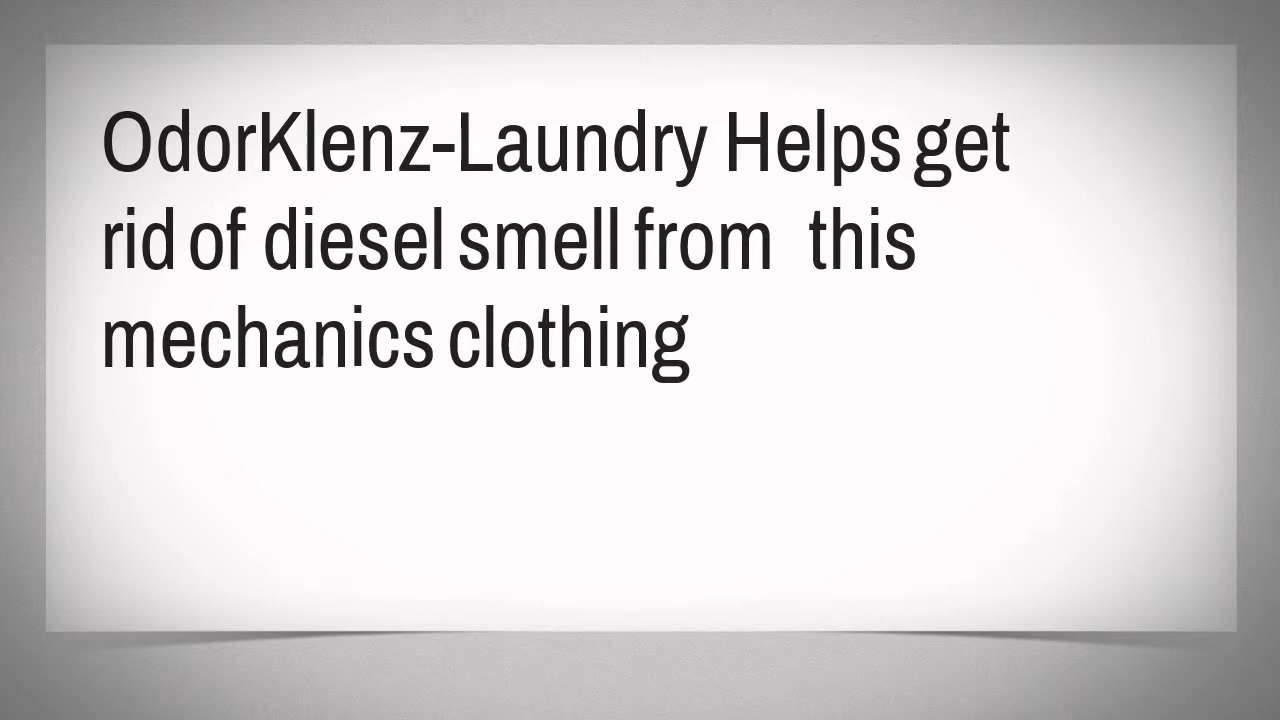 OdorKlenz-Laundry Helps get
rid of diesel smell from this
mechanics clothing